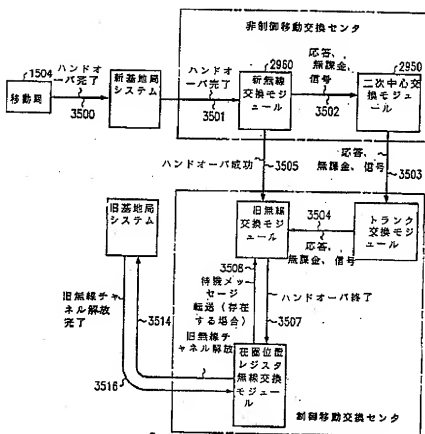 非制御移動交換センタ
1504
移動局
ハンドオ
ーバ完了
3500
新基地局
システム
ハンドオ
ーバ完了
3501
2960
新無線
交換モジ
ュール
応答、
無課金、
信号
3502
2950
二次中心交
換モジュ
ール
ハンドオーバ成功
3505
応答、
無課金、信号
3503
旧基地局
システム
旧無線
交換モジ
ュール
3504
応答、
無課金、信号
トランク
交換モジ
ュール
3508
待機メッ
セージ
転送(存在
する場合)
ハンドオーバ終了
3507
旧無線チャ
ネル解放
完了
3514
旧無線チャ
ネル解放
3516
在圏位置
レジスタ
無線交換
モジュー
ル
制御移動交換センタ